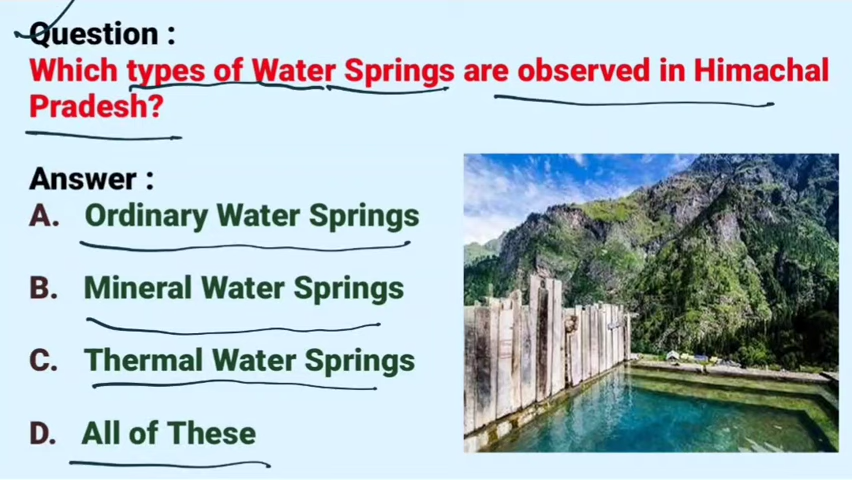 Question :
Which types of Water Springs are observed in Himachal
Pradesh?
Answer :
A. Ordinary Water Springs
B. Mineral Water Springs
C. Thermal Water Springs
D. All of These